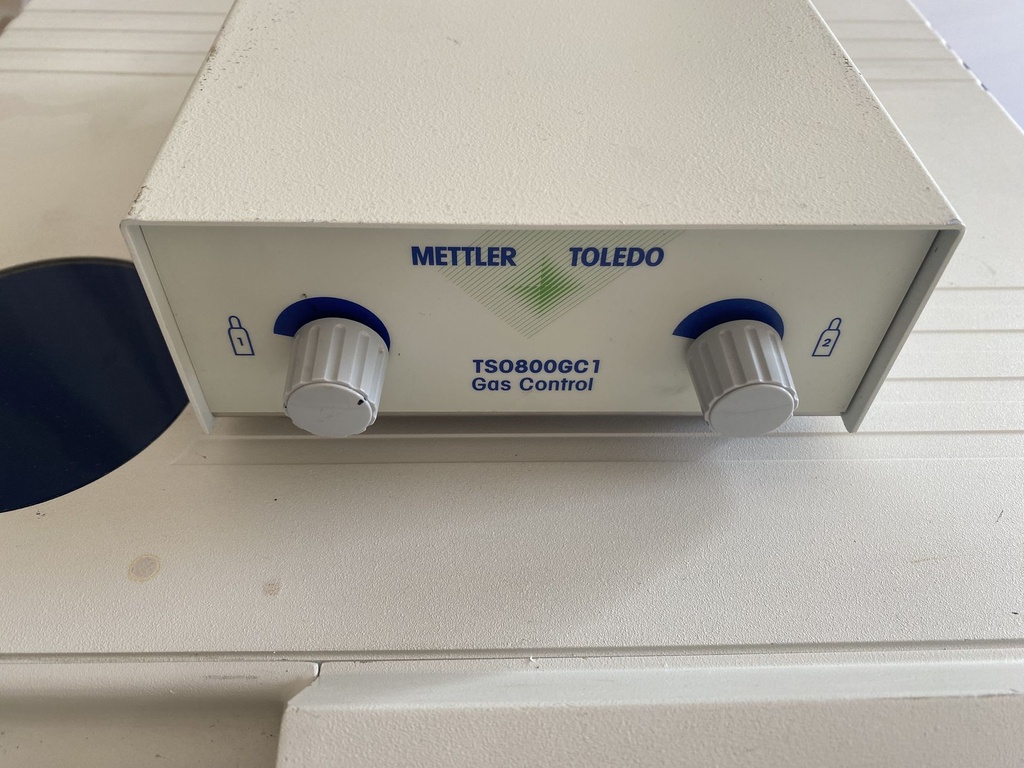 METTLER TOLEDO
1
2
TSO800GC1
Gas Control